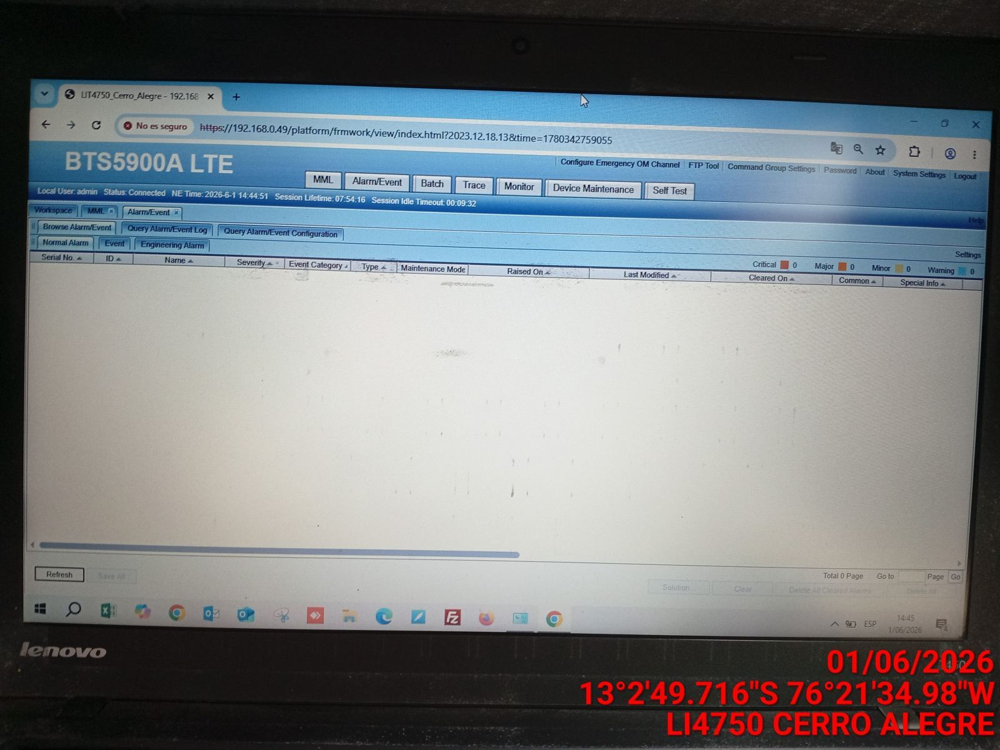 LIT4750_Cerro_Alegre - 192.168
No es seguro https://192.168.0.49/platform/frmwork/view/index.html?2023.12.18.13&time=1780342759055
BTS5900A LTE
Configure Emergency OM Channel FTP Tool Command Group Settings Password About System Settings Logout
MML Alarm/Event Batch Trace Monitor Device Maintenance Self Test
Local User: admin Status: Connected NE Time: 2026-6-1 14:44:51 Session Lifetime: 07:54:16 Session Idle Timeout: 00:09:32
Workspace MML Alarm/Event Help
Browse Alarm/Event Query Alarm/Event Log Query Alarm/Event Configuration
Normal Alarm Event Engineering Alarm Settings
Critical 0 Major 0 Minor 0 Warning 0
Serial No. ID Name Severity Event Category Type Maintenance Mode Raised On Last Modified Cleared On Common Special Info
Refresh Save All Total 0 Page Go to Page Go
Solution... Clear Delete All Cleared Alarms Delete All
ESP 14:45
1/06/2026
lenovo
01/06/2026
13°2'49.716"S 76°21'34.98"W
LI4750 CERRO ALEGRE